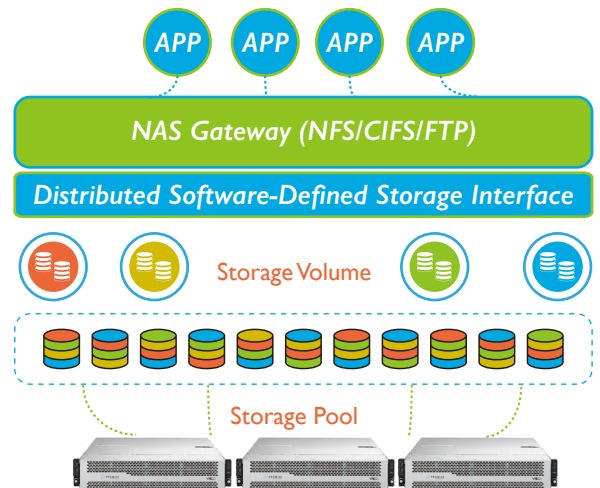 APP APP APP APP
NAS Gateway (NFS/CIFS/FTP)
Distributed Software-Defined Storage Interface
Storage Volume
Storage Pool